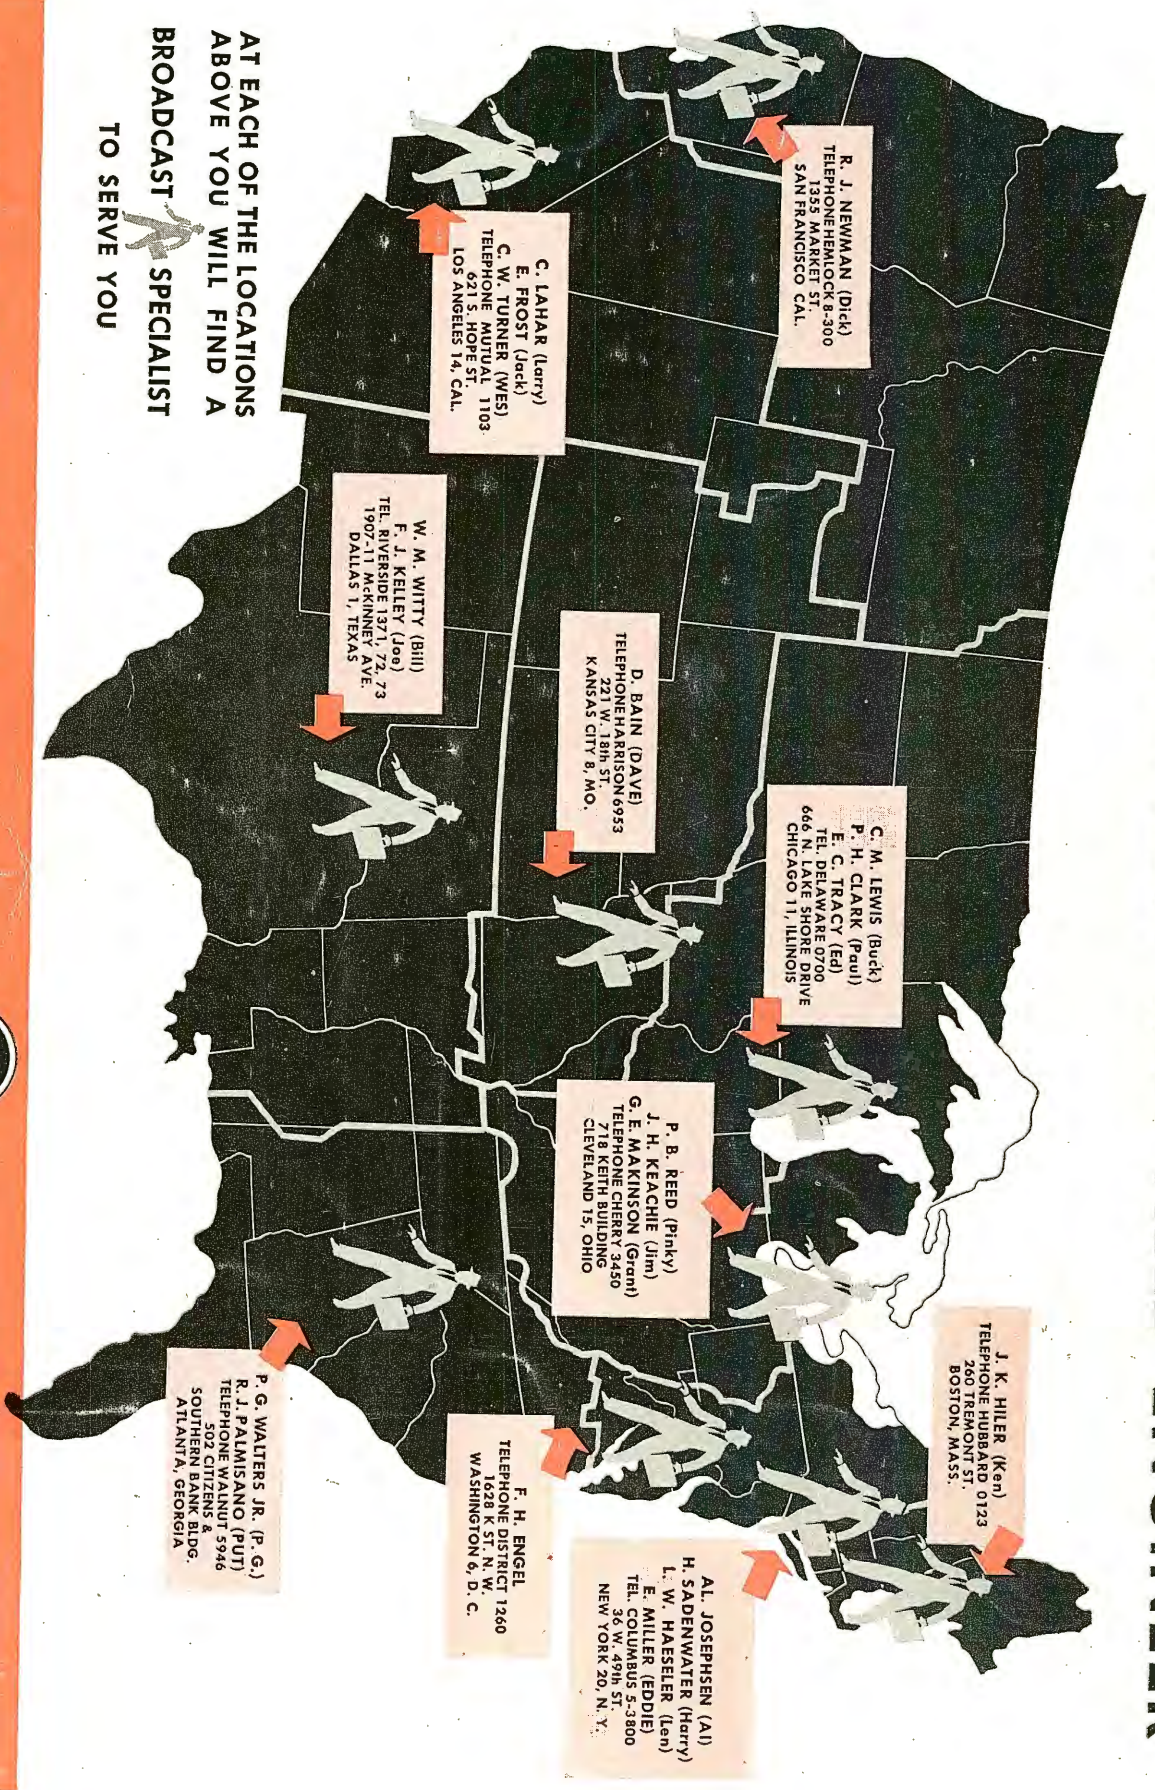 R. J. NEWMAN (Dick)
TELEPHONE HEMLOCK 8-300
1355 MARKET ST.
SAN FRANCISCO CAL.
C. LAHAR (Larry)
E. FROST (Jack)
C. W. TURNER (WES)
TELEPHONE MUTUAL 1103
621 S. HOPE ST.
LOS ANGELES 14, CAL.
W. M. WITTY (Bill)
F. J. KELLEY (Joe)
TEL. RIVERSIDE 1371, 72, 73
1907-11 McKINNEY AVE.
DALLAS 1, TEXAS
D. BAIN (DAVE)
TELEPHONE HARRISON 6953
221 W. 18th ST.
KANSAS CITY 8, MO.
C. M. LEWIS (Buck)
P. H. CLARK (Paul)
E. C. TRACY (Ed)
TEL. DELAWARE 0700
666 N. LAKE SHORE DRIVE
CHICAGO 11, ILLINOIS
P. B. REED (Pinky)
J. H. KEACHIE (Jim)
G. E. MAKINSON (Grant)
TELEPHONE CHERRY 3450
718 KEITH BUILDING
CLEVELAND 15, OHIO
J. K. HILER (Ken)
TELEPHONE HUBBARD 0123
260 TREMONT ST.
BOSTON, MASS.
AL. JOSEPHSEN (Al)
H. SADENWATER (Harry)
L. W. HAESELER (Len)
E. MILLER (EDDIE)
TEL. COLUMBUS 5-3800
36 W. 49th ST.
NEW YORK 20, N. Y.
F. H. ENGEL
TELEPHONE DISTRICT 1260
1628 K ST. N. W.
WASHINGTON 6, D. C.
P. G. WALTERS JR. (P. G.)
R. J. PALMISANO (PUT)
TELEPHONE WALNUT 5946
502 CITIZENS &
SOUTHERN BANK BLDG.
ATLANTA, GEORGIA
AT EACH OF THE LOCATIONS
ABOVE YOU WILL FIND A
BROADCAST SPECIALIST
TO SERVE YOU